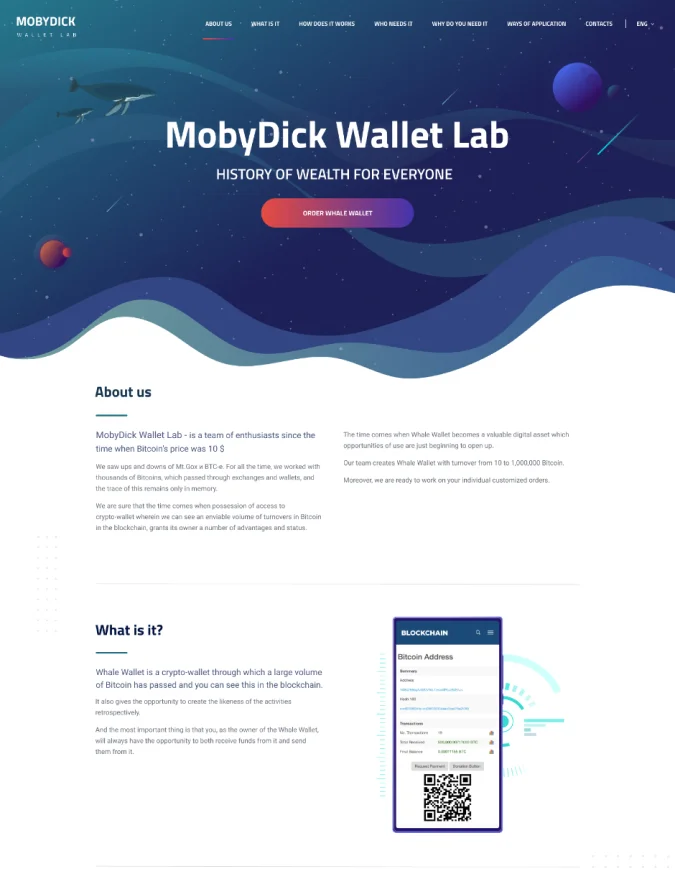 MOBYDICK
WALLET LAB
ABOUT US
WHAT IS IT
HOW DOES IT WORKS
WHO NEEDS IT
WHY DO YOU NEED IT
WAYS OF APPLICATION
CONTACTS
ENG
MobyDick Wallet Lab
HISTORY OF WEALTH FOR EVERYONE
ORDER WHALE WALLET
About us
MobyDick Wallet Lab - is a team of enthusiasts since the
time when Bitcoin's price was 10 $
We saw ups and downs of Mt.Gox и BTC-e. For all the time, we worked with
thousands of Bitcoins, which passed through exchanges and wallets, and
the trace of this remains only in memory.
We are sure that the time comes when possession of access to
crypto-wallet wherein we can see an enviable volume of turnovers in Bitcoin
in the blockchain, grants its owner a number of advantages and status.
The time comes when Whale Wallet becomes a valuable digital asset which
opportunities of use are just beginning to open up.
Our team creates Whale Wallet with turnover from 10 to 1,000,000 Bitcoin.
Moreover, we are ready to work on your individual customized orders.
What is it?
Whale Wallet is a crypto-wallet through which a large volume
of Bitcoin has passed and you can see this in the blockchain.
It also gives the opportunity to create the likeness of the activities
retrospectively.
And the most important thing is that you, as the owner of the Whale Wallet,
will always have the opportunity to both receive funds from it and send
them from it.
BLOCKCHAIN
Bitcoin Address
Summary
Address
Hash 160
Transactions
No. Transactions
Total Received
Final Balance
Request Payment
Donation Button